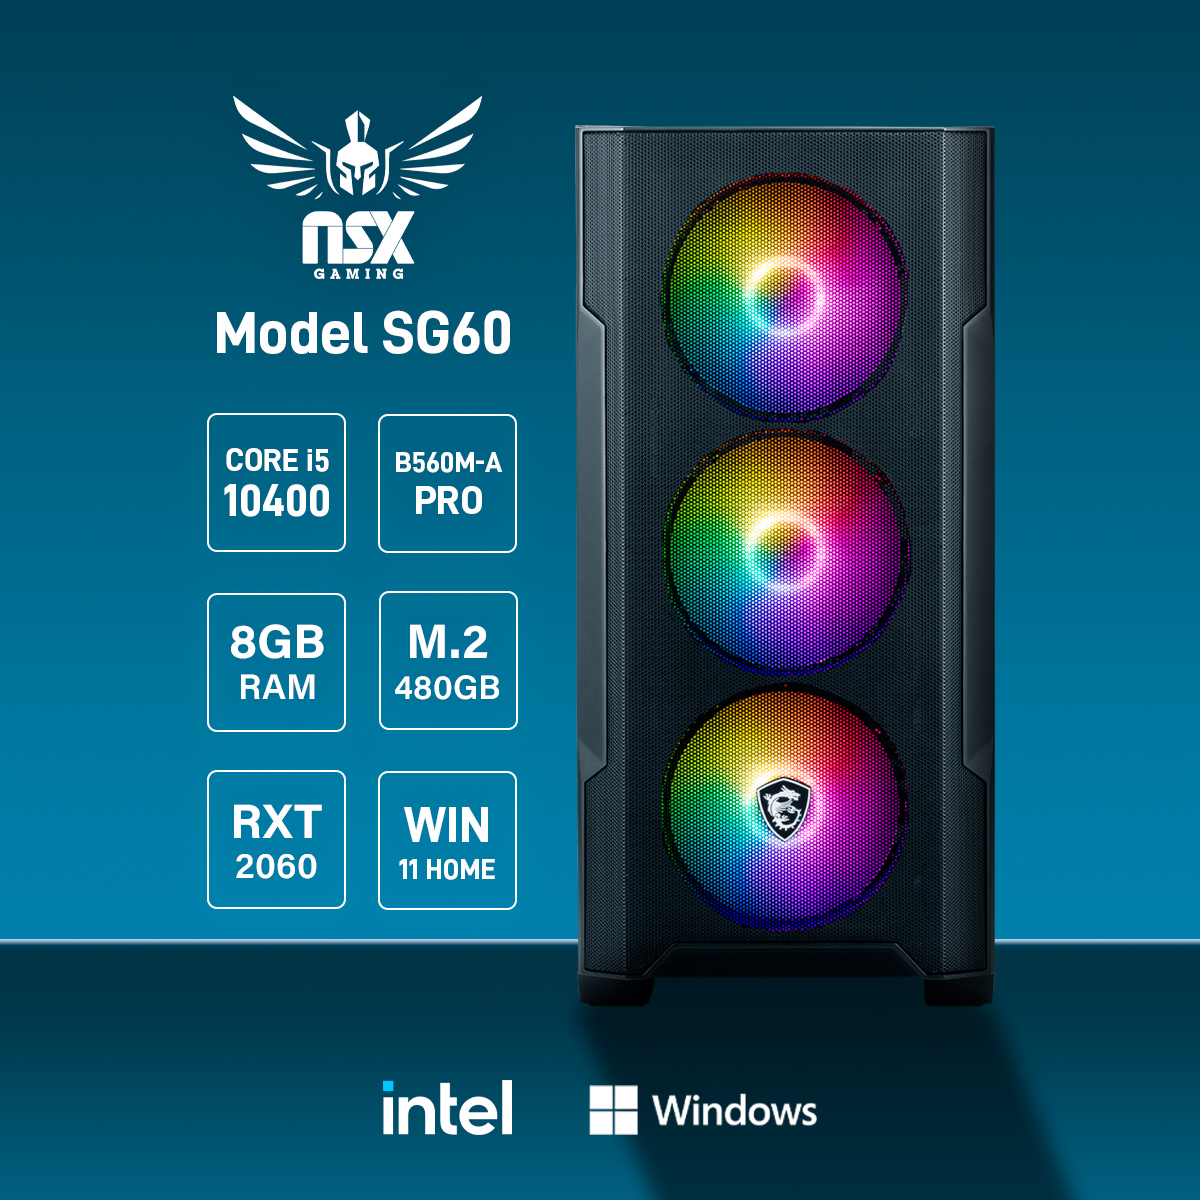 NSX
GAMING
Model SG60
CORE i5
10400
B560M-A
PRO
8GB
RAM
M.2
480GB
RXT
2060
WIN
11 HOME
intel
Windows